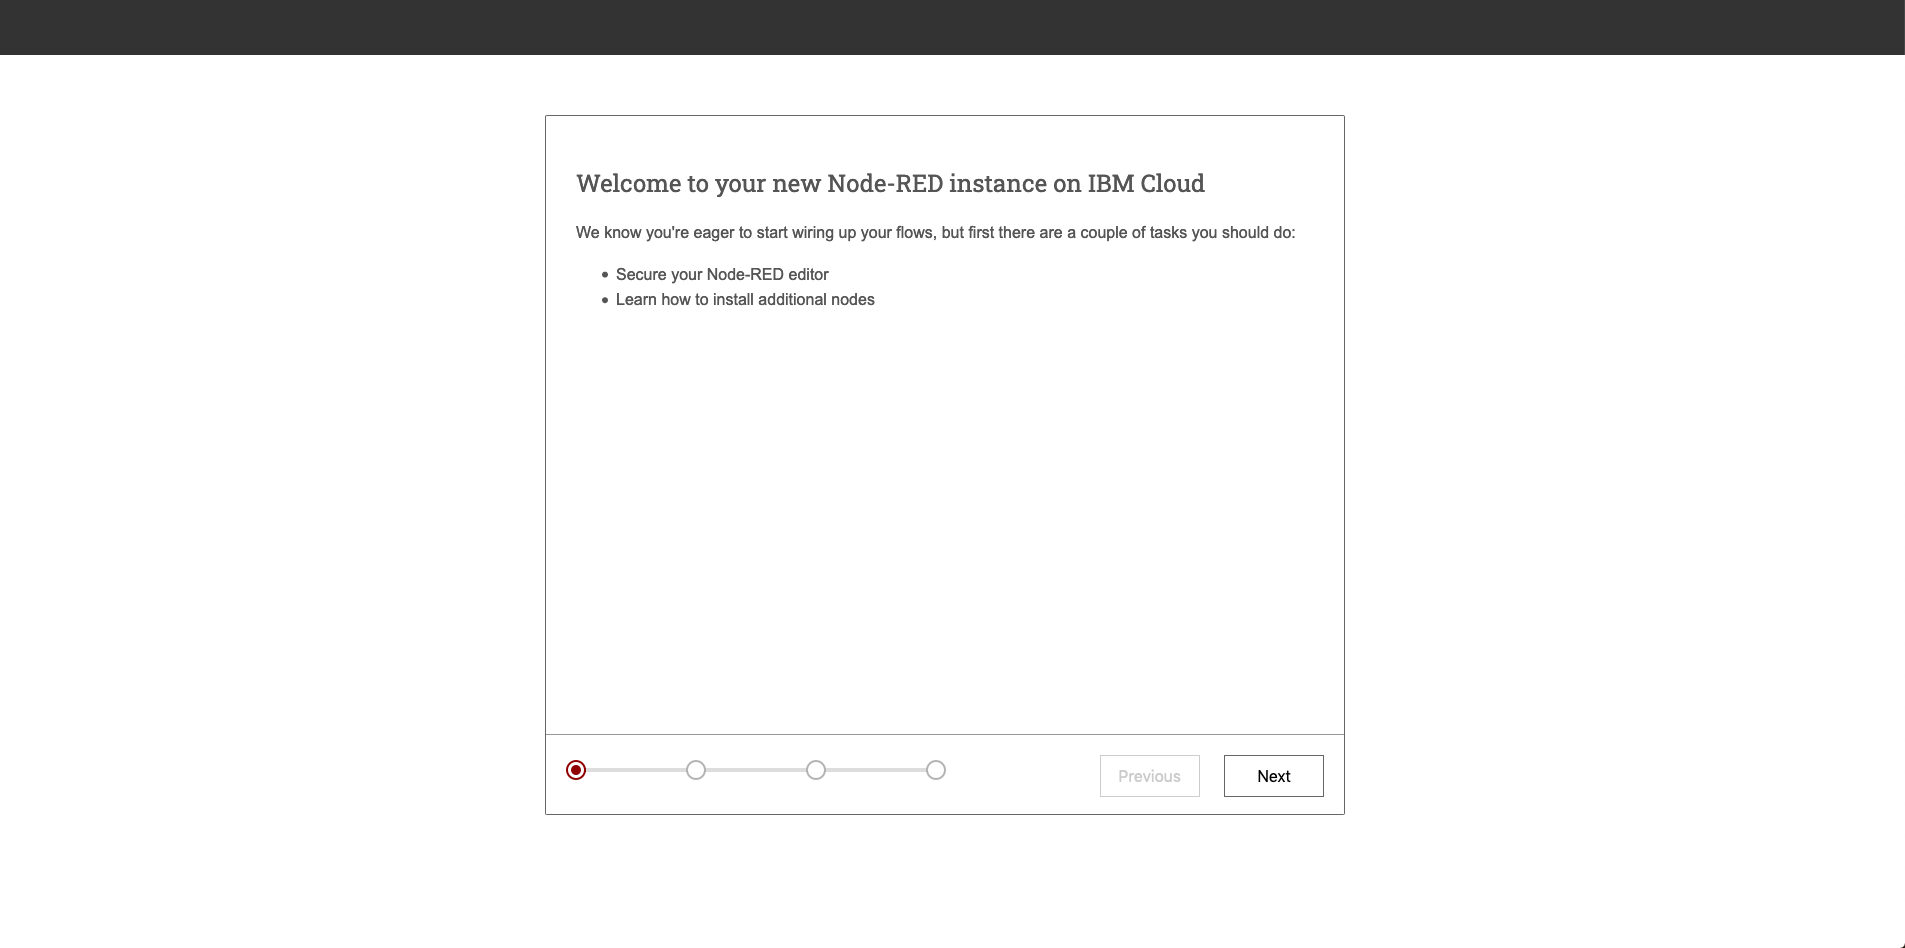 Welcome to your new Node-RED instance on IBM Cloud
We know you're eager to start wiring up your flows, but first there are a couple of tasks you should do:
Secure your Node-RED editor
Learn how to install additional nodes
Previous
Next